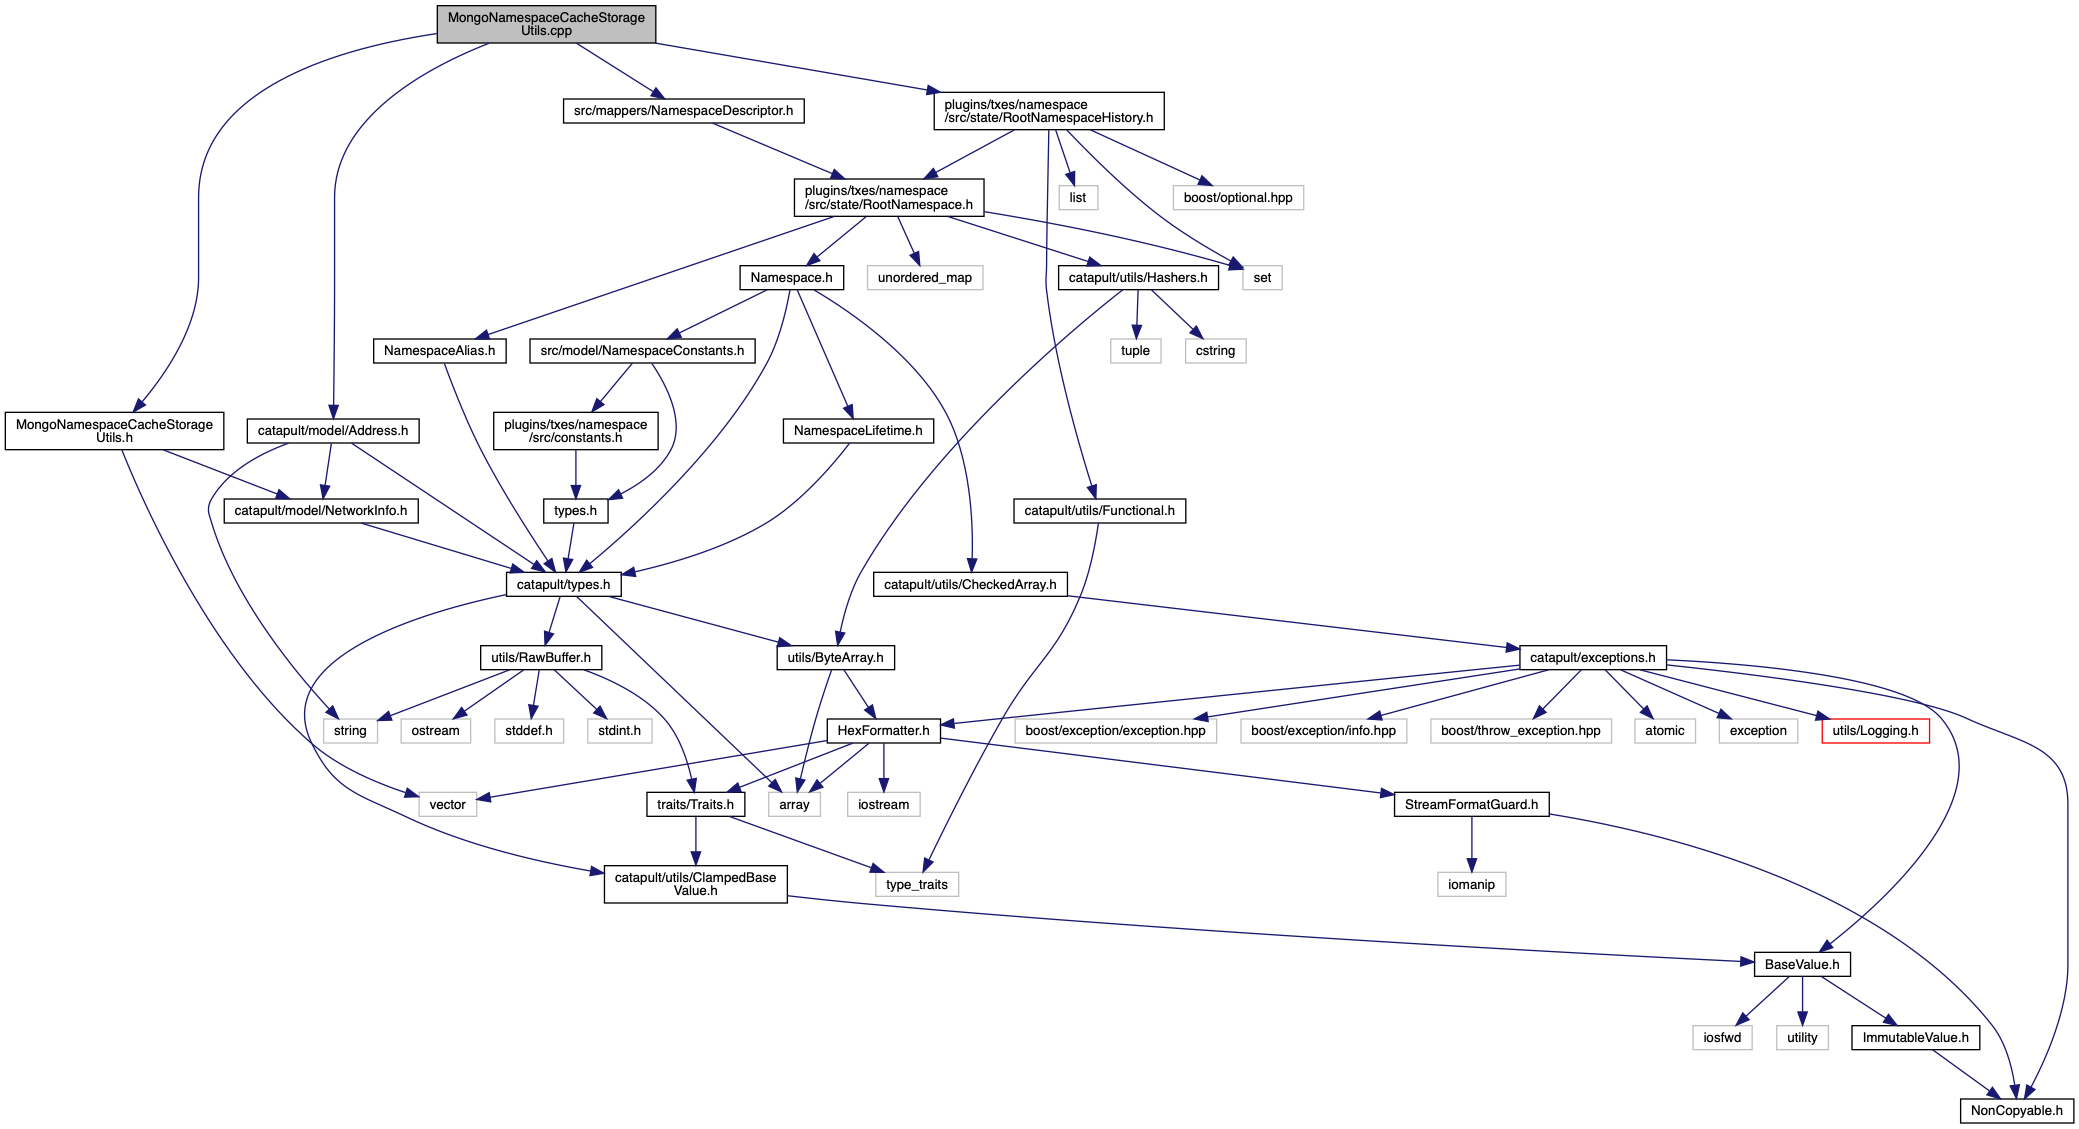 MongoNamespaceCacheStorage
Utils.cpp
src/mappers/NamespaceDescriptor.h
plugins/txes/namespace
/src/state/RootNamespaceHistory.h
plugins/txes/namespace
/src/state/RootNamespace.h
list
boost/optional.hpp
Namespace.h
unordered_map
catapult/utils/Hashers.h
set
NamespaceAlias.h
src/model/NamespaceConstants.h
tuple
cstring
MongoNamespaceCacheStorage
Utils.h
catapult/model/Address.h
plugins/txes/namespace
/src/constants.h
NamespaceLifetime.h
catapult/model/NetworkInfo.h
types.h
catapult/utils/Functional.h
catapult/types.h
catapult/utils/CheckedArray.h
utils/RawBuffer.h
utils/ByteArray.h
catapult/exceptions.h
string
ostream
stddef.h
stdint.h
HexFormatter.h
boost/exception/exception.hpp
boost/exception/info.hpp
boost/throw_exception.hpp
atomic
exception
utils/Logging.h
vector
traits/Traits.h
array
iostream
StreamFormatGuard.h
catapult/utils/ClampedBase
Value.h
type_traits
iomanip
BaseValue.h
iosfwd
utility
ImmutableValue.h
NonCopyable.h